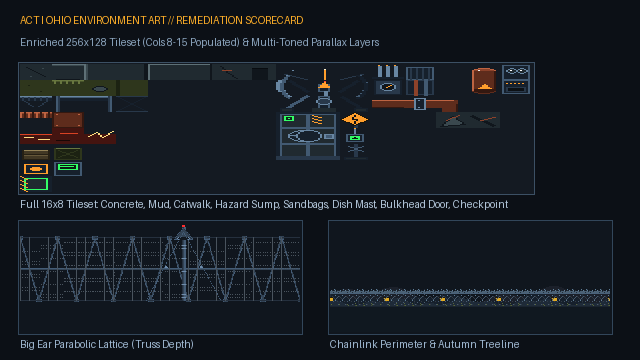 ACT I OHIO ENVIRONMENT ART // REMEDIATION SCORECARD
Enriched 256x128 Tileset (Cols 8-15 Populated) & Multi-Toned Parallax Layers
Full 16x8 Tileset Concrete, Mud, Catwalk, Hazard Sump, Sandbags, Dish Mast, Bulkhead Door, Checkpoint
Big Ear Parabolic Lattice (Truss Depth)
Chainlink Perimeter & Autumn Treeline